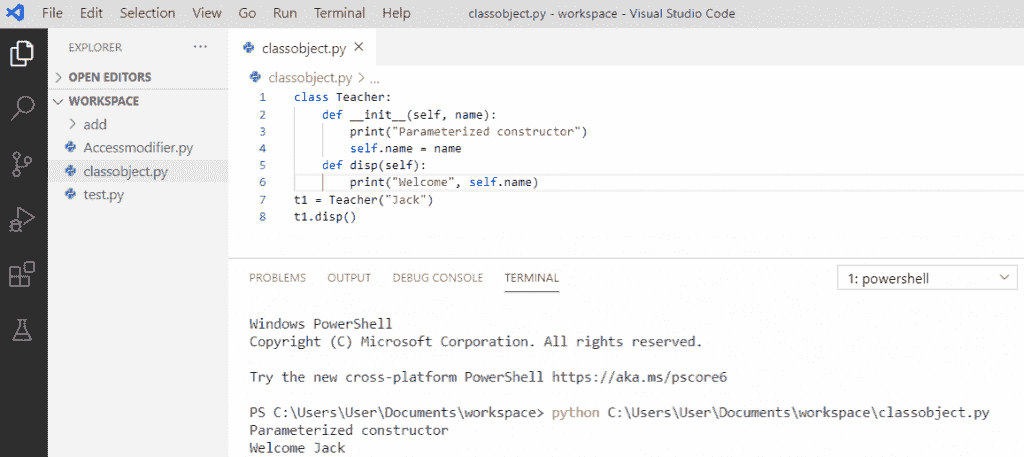 File Edit Selection View Go Run Terminal Help classobject.py - workspace - Visual Studio Code
EXPLORER ...
OPEN EDITORS
WORKSPACE
add
Accessmodifier.py
classobject.py
test.py
classobject.py
classobject.py > ...
1 class Teacher:
2     def __init__(self, name):
3         print("Parameterized constructor")
4         self.name = name
5     def disp(self):
6         print("Welcome", self.name)
7 t1 = Teacher("Jack")
8 t1.disp()
PROBLEMS OUTPUT DEBUG CONSOLE TERMINAL 1: powershell
Windows PowerShell
Copyright (C) Microsoft Corporation. All rights reserved.
Try the new cross-platform PowerShell https://aka.ms/pscore6
PS C:\Users\User\Documents\workspace> python C:\Users\User\Documents\workspace\classobject.py
Parameterized constructor
Welcome Jack